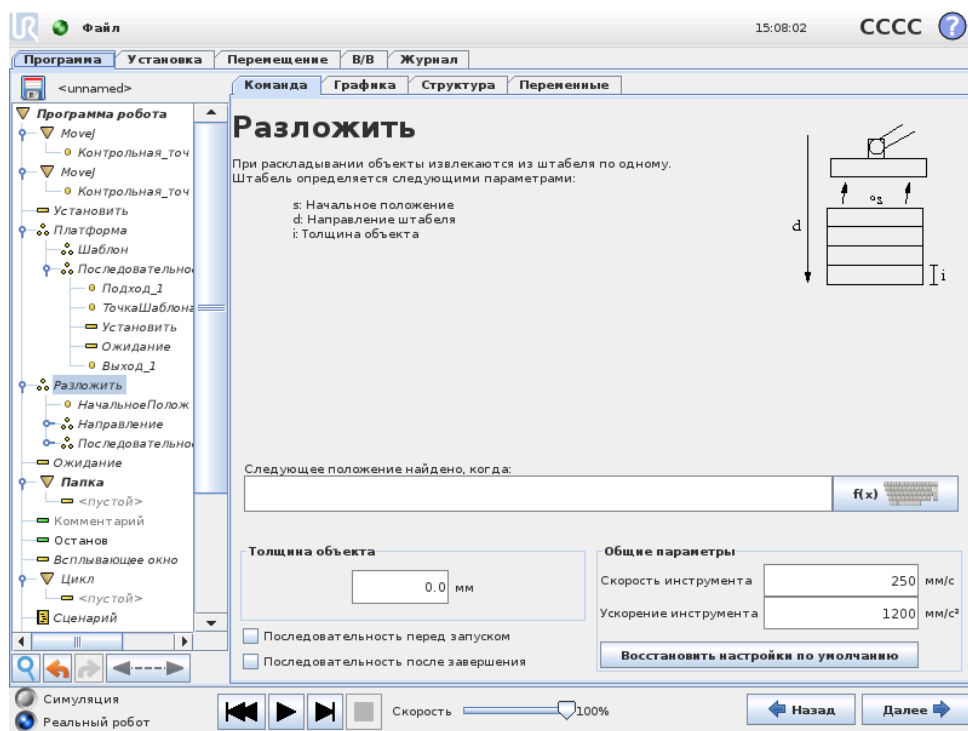 UR Файл 15:08:02 CCCC ?
Программа Установка Перемещение В/В Журнал
<unnamed>
Команда Графика Структура Переменные
Программа робота
MoveJ
Контрольная_точ
MoveJ
Контрольная_точ
Установить
Платформа
Шаблон
Последовательно
Подход_1
ТочкаШаблона
Установить
Ожидание
Выход_1
Разложить
НачальноеПолож
Направление
Последовательно
Ожидание
Папка
<пустой>
Комментарий
Останов
Всплывающее окно
Цикл
<пустой>
Сценарий
Разложить
При раскладывании объекты извлекаются из штабеля по одному.
Штабель определяется следующими параметрами:
s: Начальное положение
d: Направление штабеля
i: Толщина объекта
s
d
i
Следующее положение найдено, когда:
f(x)
Толщина объекта
0.0 мм
Общие параметры
Скорость инструмента 250 мм/с
Ускорение инструмента 1200 мм/с²
Восстановить настройки по умолчанию
Последовательность перед запуском
Последовательность после завершения
Симуляция
Реальный робот
Скорость 100%
Назад Далее